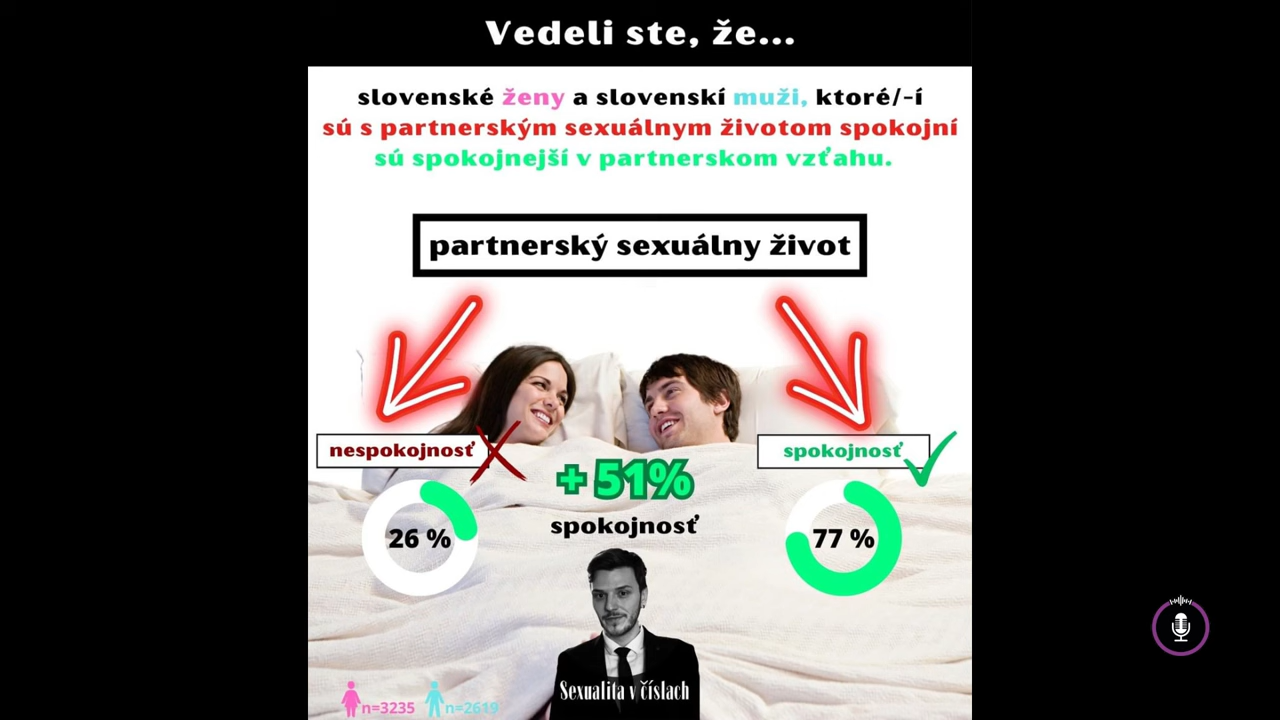 Vedeli ste, že...
slovenské ženy a slovenskí muži, ktoré/-í
sú s partnerským sexuálnym životom spokojní
sú spokojnejší v partnerskom vzťahu.
partnerský sexuálny život
nespokojnosť
spokojnosť
+ 51%
spokojnosť
26 %
77 %
Sexualita v číslach
n=3235
n=2619